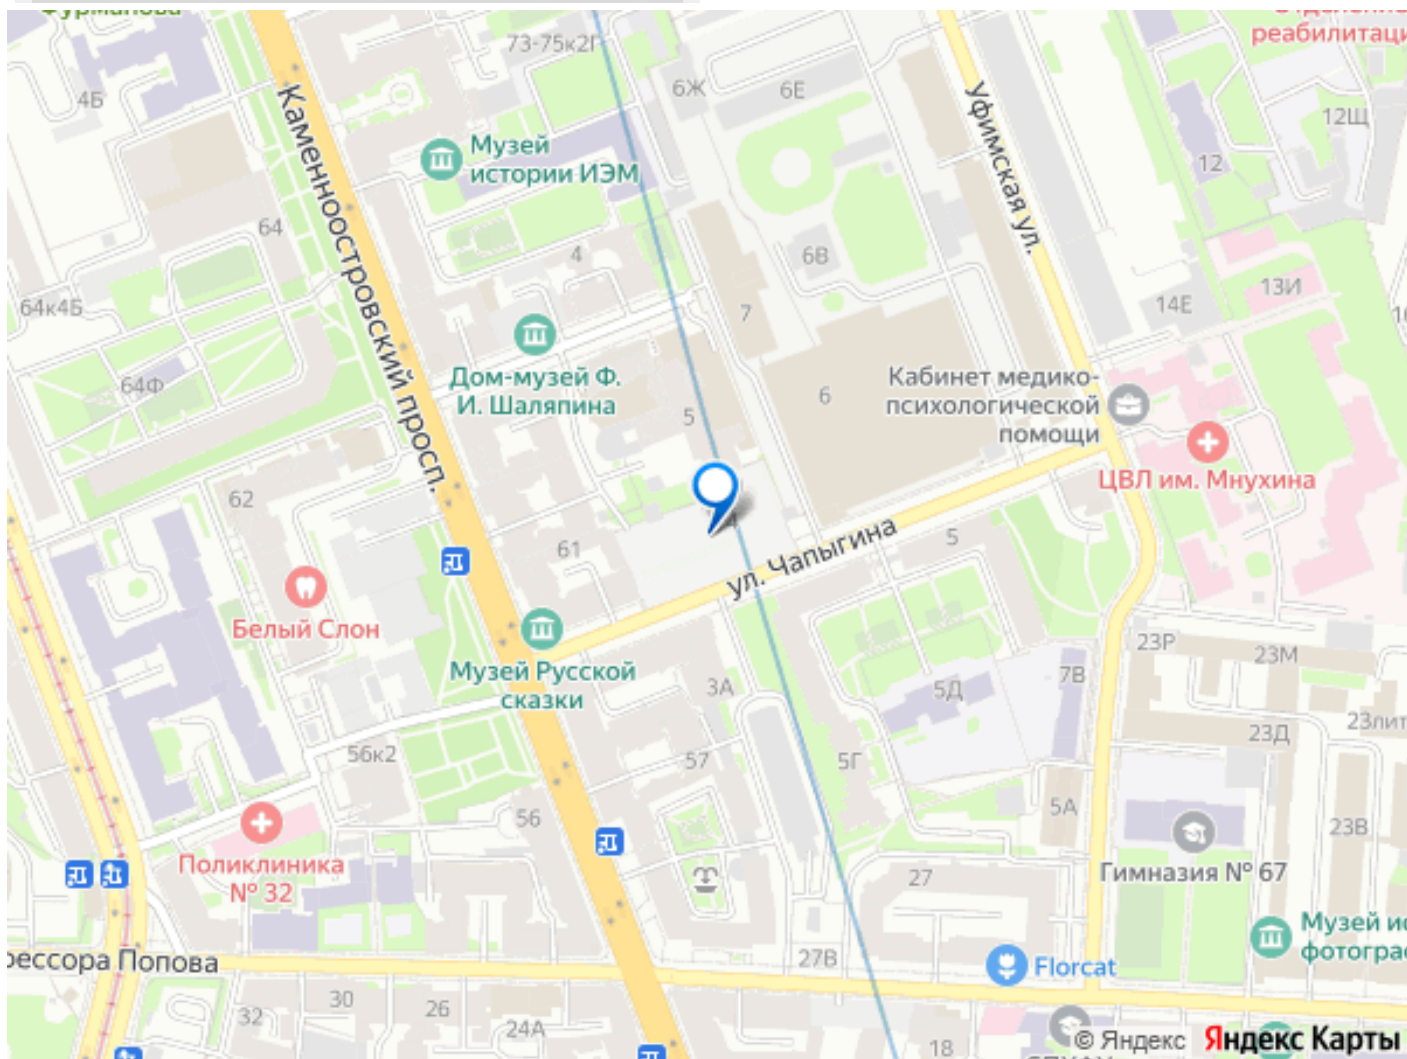 73-75к2Г
4Б
6Ж
6Е
реабилитаци
12Щ
12
Каменноостровский просп.
Уфимская ул.
Музей
истории ИЭМ
64
4
6В
13И
14Е
64к4Б
7
64Ф
Дом-музей Ф.
И. Шаляпина
5
6
Кабинет медико-
психологической
помощи
ЦВЛ им. Мнухина
62
61
ул. Чапыгина
5
Белый Слон
Музей Русской
сказки
3А
5Д
7В
23Р
23М
23лит
23Д
56к2
57
5Г
5А
56
23В
Поликлиника
№ 32
Гимназия № 67
27
Музей ис
фотограф
рессора Попова
27В
Florcat
30
26
32
24А
18
© Яндекс
Яндекс Карты